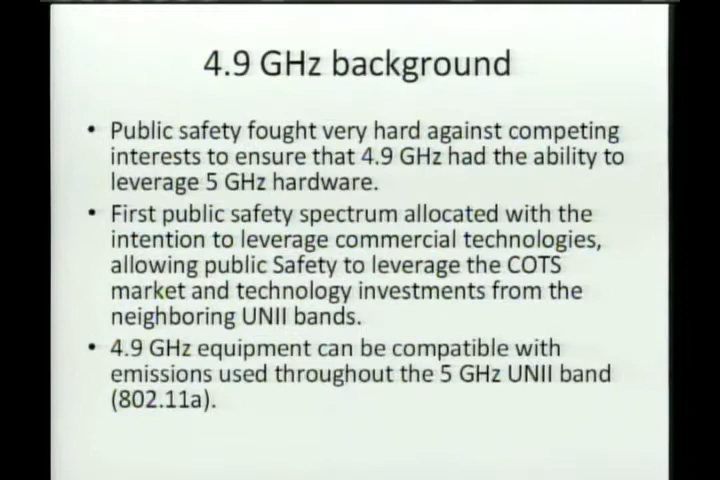 4.9 GHz background
• Public safety fought very hard against competing
interests to ensure that 4.9 GHz had the ability to
leverage 5 GHz hardware.
• First public safety spectrum allocated with the
intention to leverage commercial technologies,
allowing public Safety to leverage the COTS
market and technology investments from the
neighboring UNII bands.
• 4.9 GHz equipment can be compatible with
emissions used throughout the 5 GHz UNII band
(802.11a).